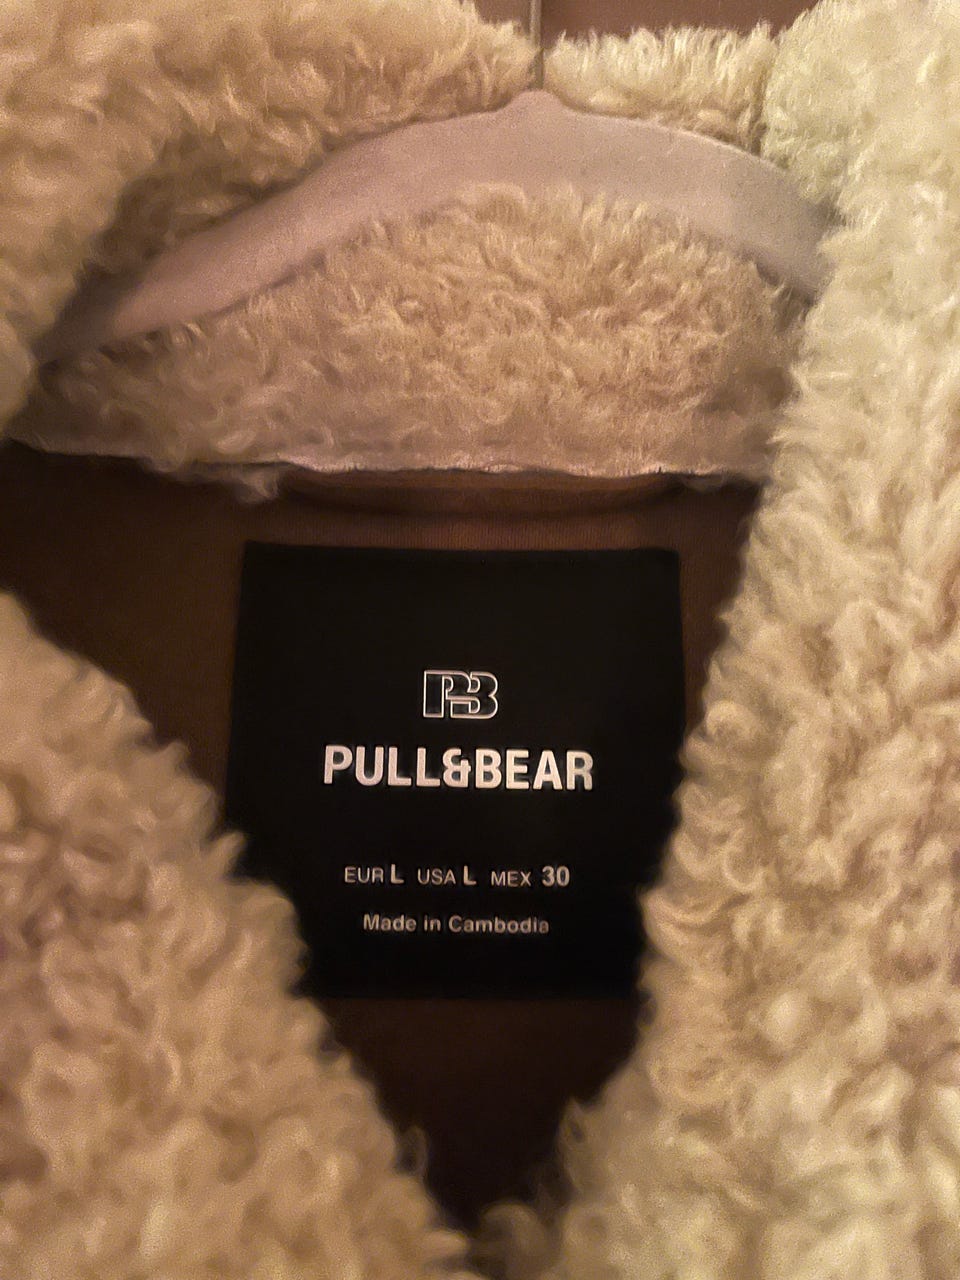 PB
PULL&BEAR
EUR L USA L MEX 30
Made in Cambodia